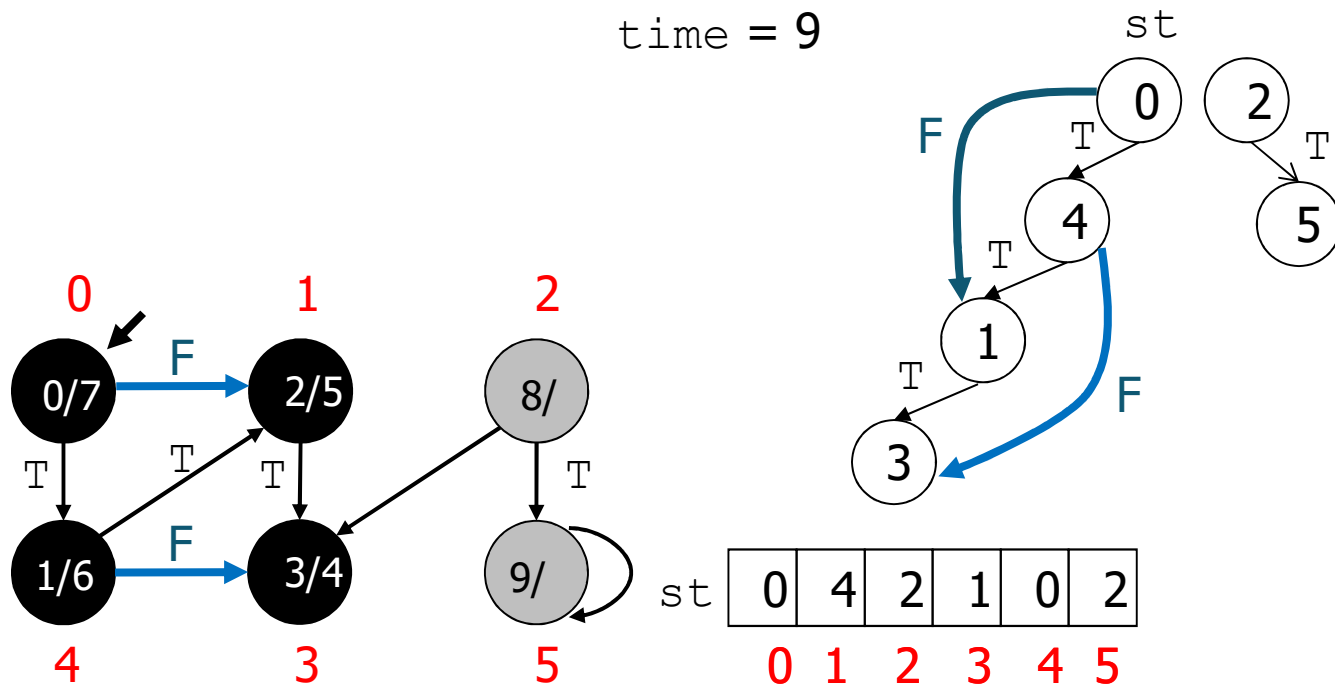 time = 9
st
0 2
F T T
4 5
T
0 1 2
1
F
0/7 2/5 8/
T F
3
T T T T
F
1/6 3/4 9/
st 0 4 2 1 0 2
4 3 5 0 1 2 3 4 5